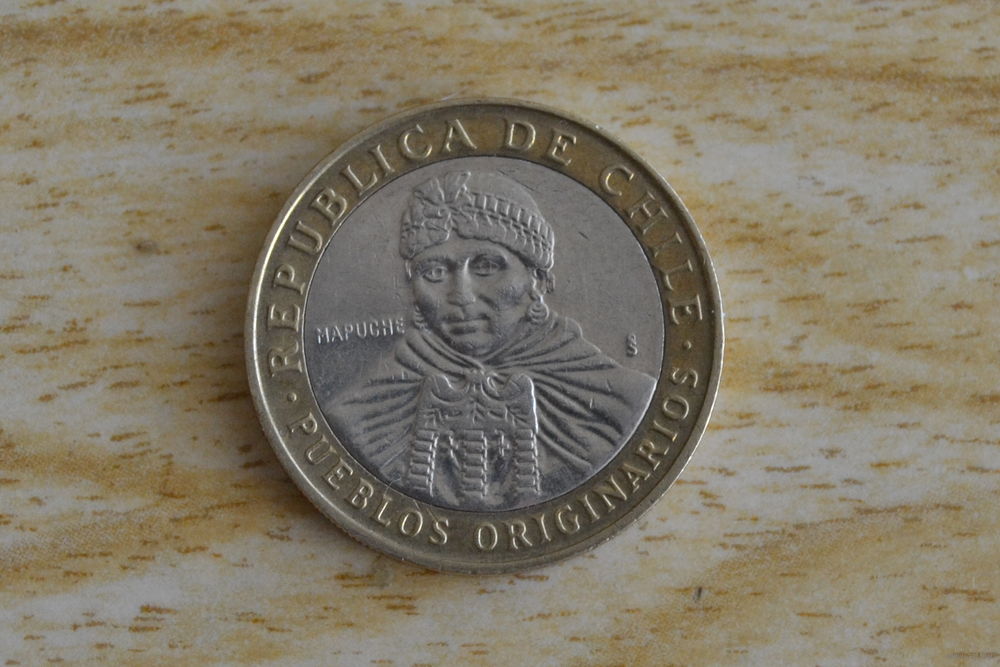 REPUBLICA DE CHILE
MAPUCHE
S
• PUEBLOS ORIGINARIOS •